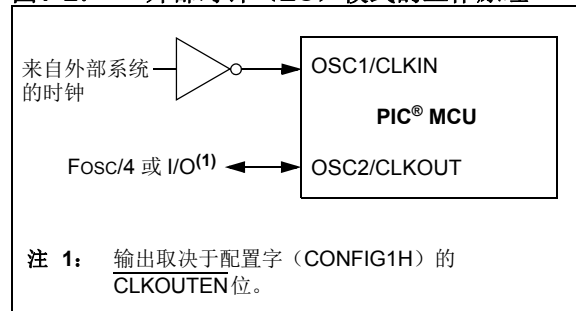 来自外部系统
的时钟
OSC1/CLKIN
PIC® MCU
FOSC/4 或 I/O(1)
OSC2/CLKOUT
注 1： 输出取决于配置字（CONFIG1H）的
CLKOUTEN位。